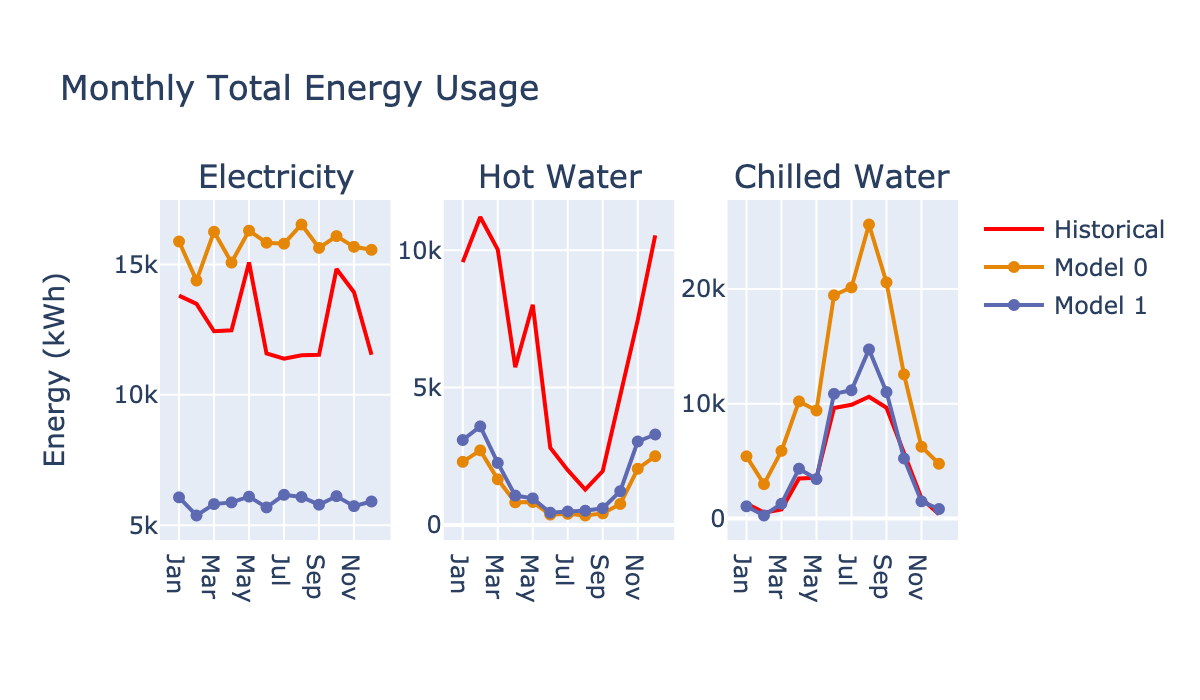 Monthly Total Energy Usage
Electricity
Hot Water
Chilled Water
Energy (kWh)
15k
10k
5k
Jan
Mar
May
Jul
Sep
Nov
10k
5k
0
Jan
Mar
May
Jul
Sep
Nov
20k
10k
0
Jan
Mar
May
Jul
Sep
Nov
Historical
Model 0
Model 1